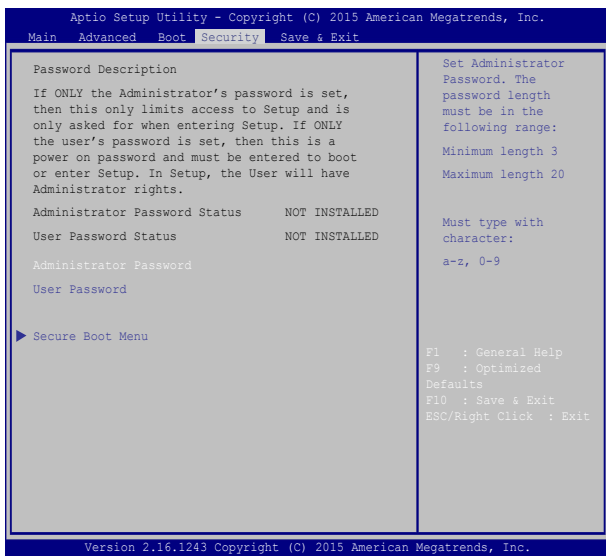 Aptio Setup Utility - Copyright (C) 2015 American Megatrends, Inc.
Main Advanced Boot Security Save & Exit
Password Description
If ONLY the Administrator's password is set,
then this only limits access to Setup and is
only asked for when entering Setup. If ONLY
the user's password is set, then this is a
power on password and must be entered to boot
or enter Setup. In Setup, the User will have
Administrator rights.
Administrator Password Status NOT INSTALLED
User Password Status NOT INSTALLED
Administrator Password
User Password
Secure Boot Menu
Set Administrator
Password. The
password length
must be in the
following range:
Minimum length 3
Maximum length 20
Must type with
character:
a-z, 0-9
F1 : General Help
F9 : Optimized
Defaults
F10 : Save & Exit
ESC/Right Click : Exit
Version 2.16.1243 Copyright (C) 2015 American Megatrends, Inc.